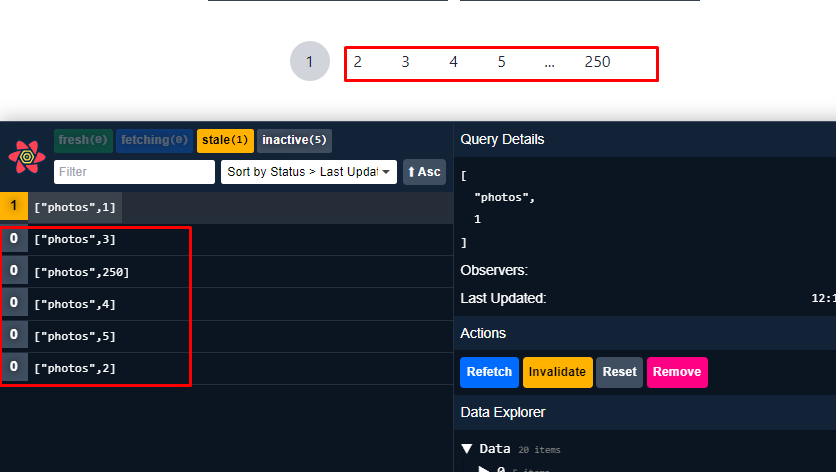 1 2 3 4 5 ... 250
fresh(0) fetching(0) stale(1) inactive(5)
Filter Sort by Status > Last Updat Asc
1 ["photos",1]
0 ["photos",3]
0 ["photos",250]
0 ["photos",4]
0 ["photos",5]
0 ["photos",2]
Query Details
[
"photos",
1
]
Observers:
Last Updated: 12:1
Actions
Refetch Invalidate Reset Remove
Data Explorer
▼ Data 20 items
▶ 0 5 items